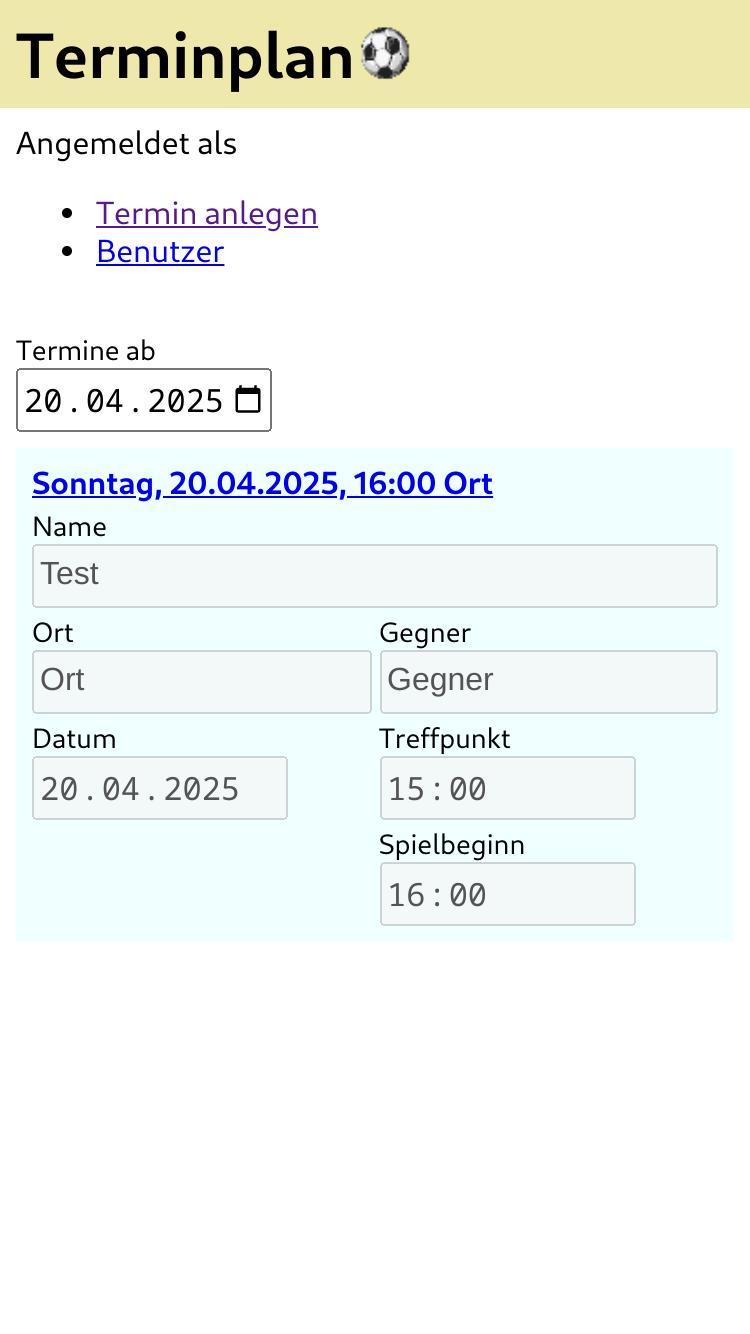 Terminplan⚽
Angemeldet als
• Termin anlegen
• Benutzer
Termine ab
20.04.2025
Sonntag, 20.04.2025, 16:00 Ort
Name
Test
Ort Gegner
Ort Gegner
Datum Treffpunkt
20.04.2025 15:00
Spielbeginn
16:00